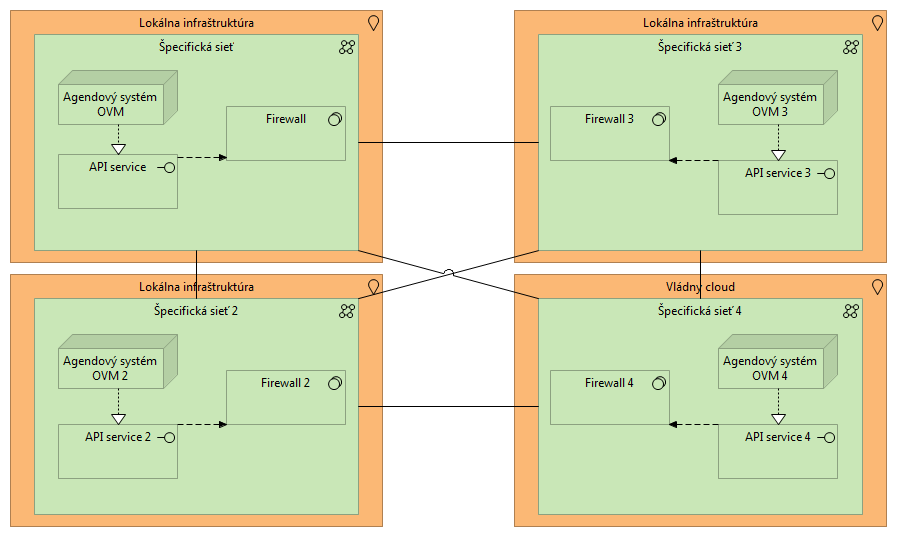 Lokálna infraštruktúra
Špecifická sieť
Agendový systém
OVM
Firewall
API service
Lokálna infraštruktúra
Špecifická sieť 3
Firewall 3
Agendový systém
OVM 3
API service 3
Lokálna infraštruktúra
Špecifická sieť 2
Agendový systém
OVM 2
Firewall 2
API service 2
Vládny cloud
Špecifická sieť 4
Firewall 4
Agendový systém
OVM 4
API service 4